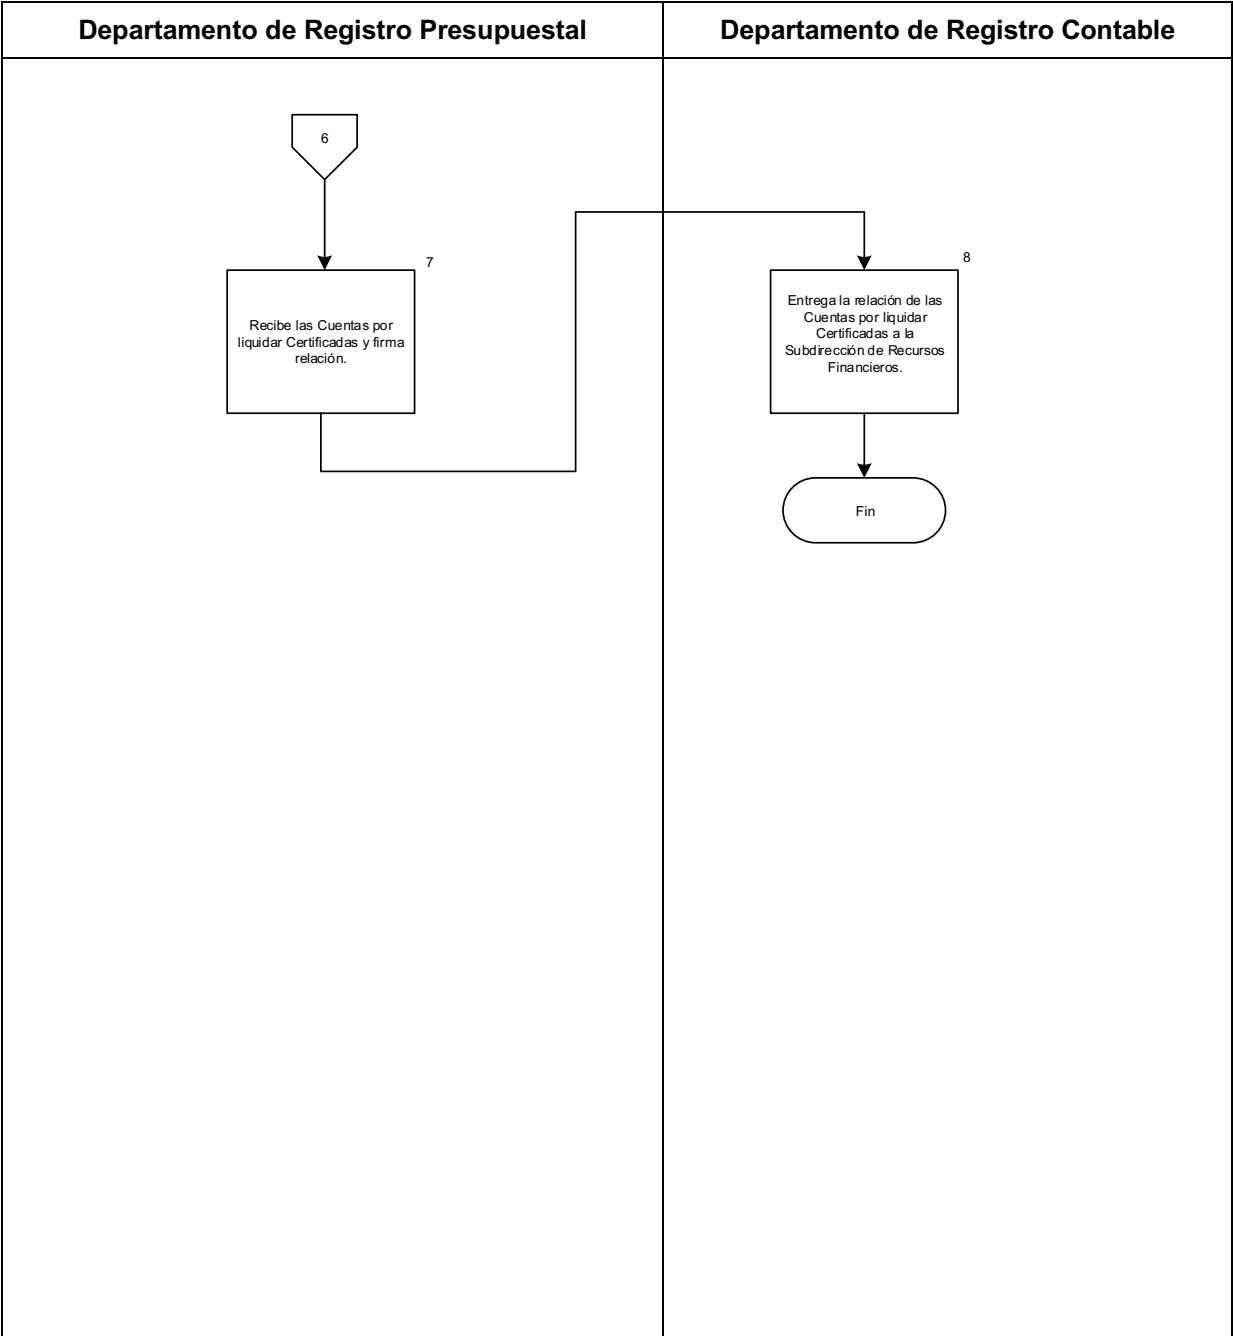 Departamento de Registro Presupuestal
Departamento de Registro Contable
6
7
Recibe las Cuentas por
liquidar Certificadas y firma
relación.
8
Entrega la relación de las
Cuentas por liquidar
Certificadas a la
Subdirección de Recursos
Financieros.
Fin